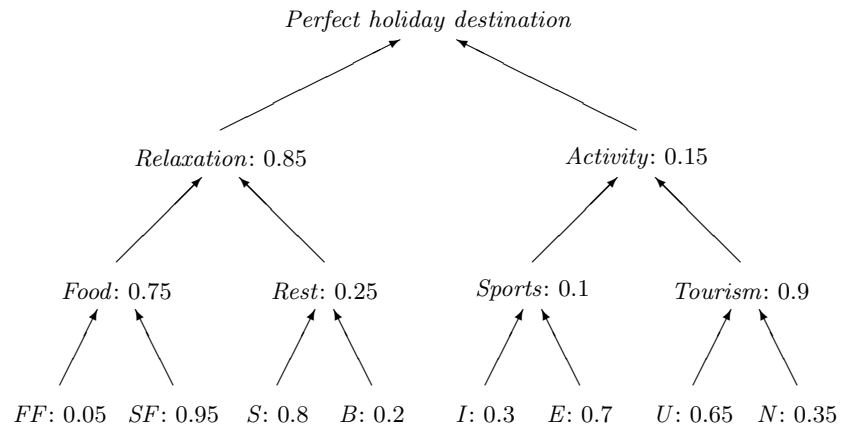 Perfect holiday destination
Relaxation: 0.85 Activity: 0.15
Food: 0.75 Rest: 0.25 Sports: 0.1 Tourism: 0.9
FF: 0.05 SF: 0.95 S: 0.8 B: 0.2 I: 0.3 E: 0.7 U: 0.65 N: 0.35